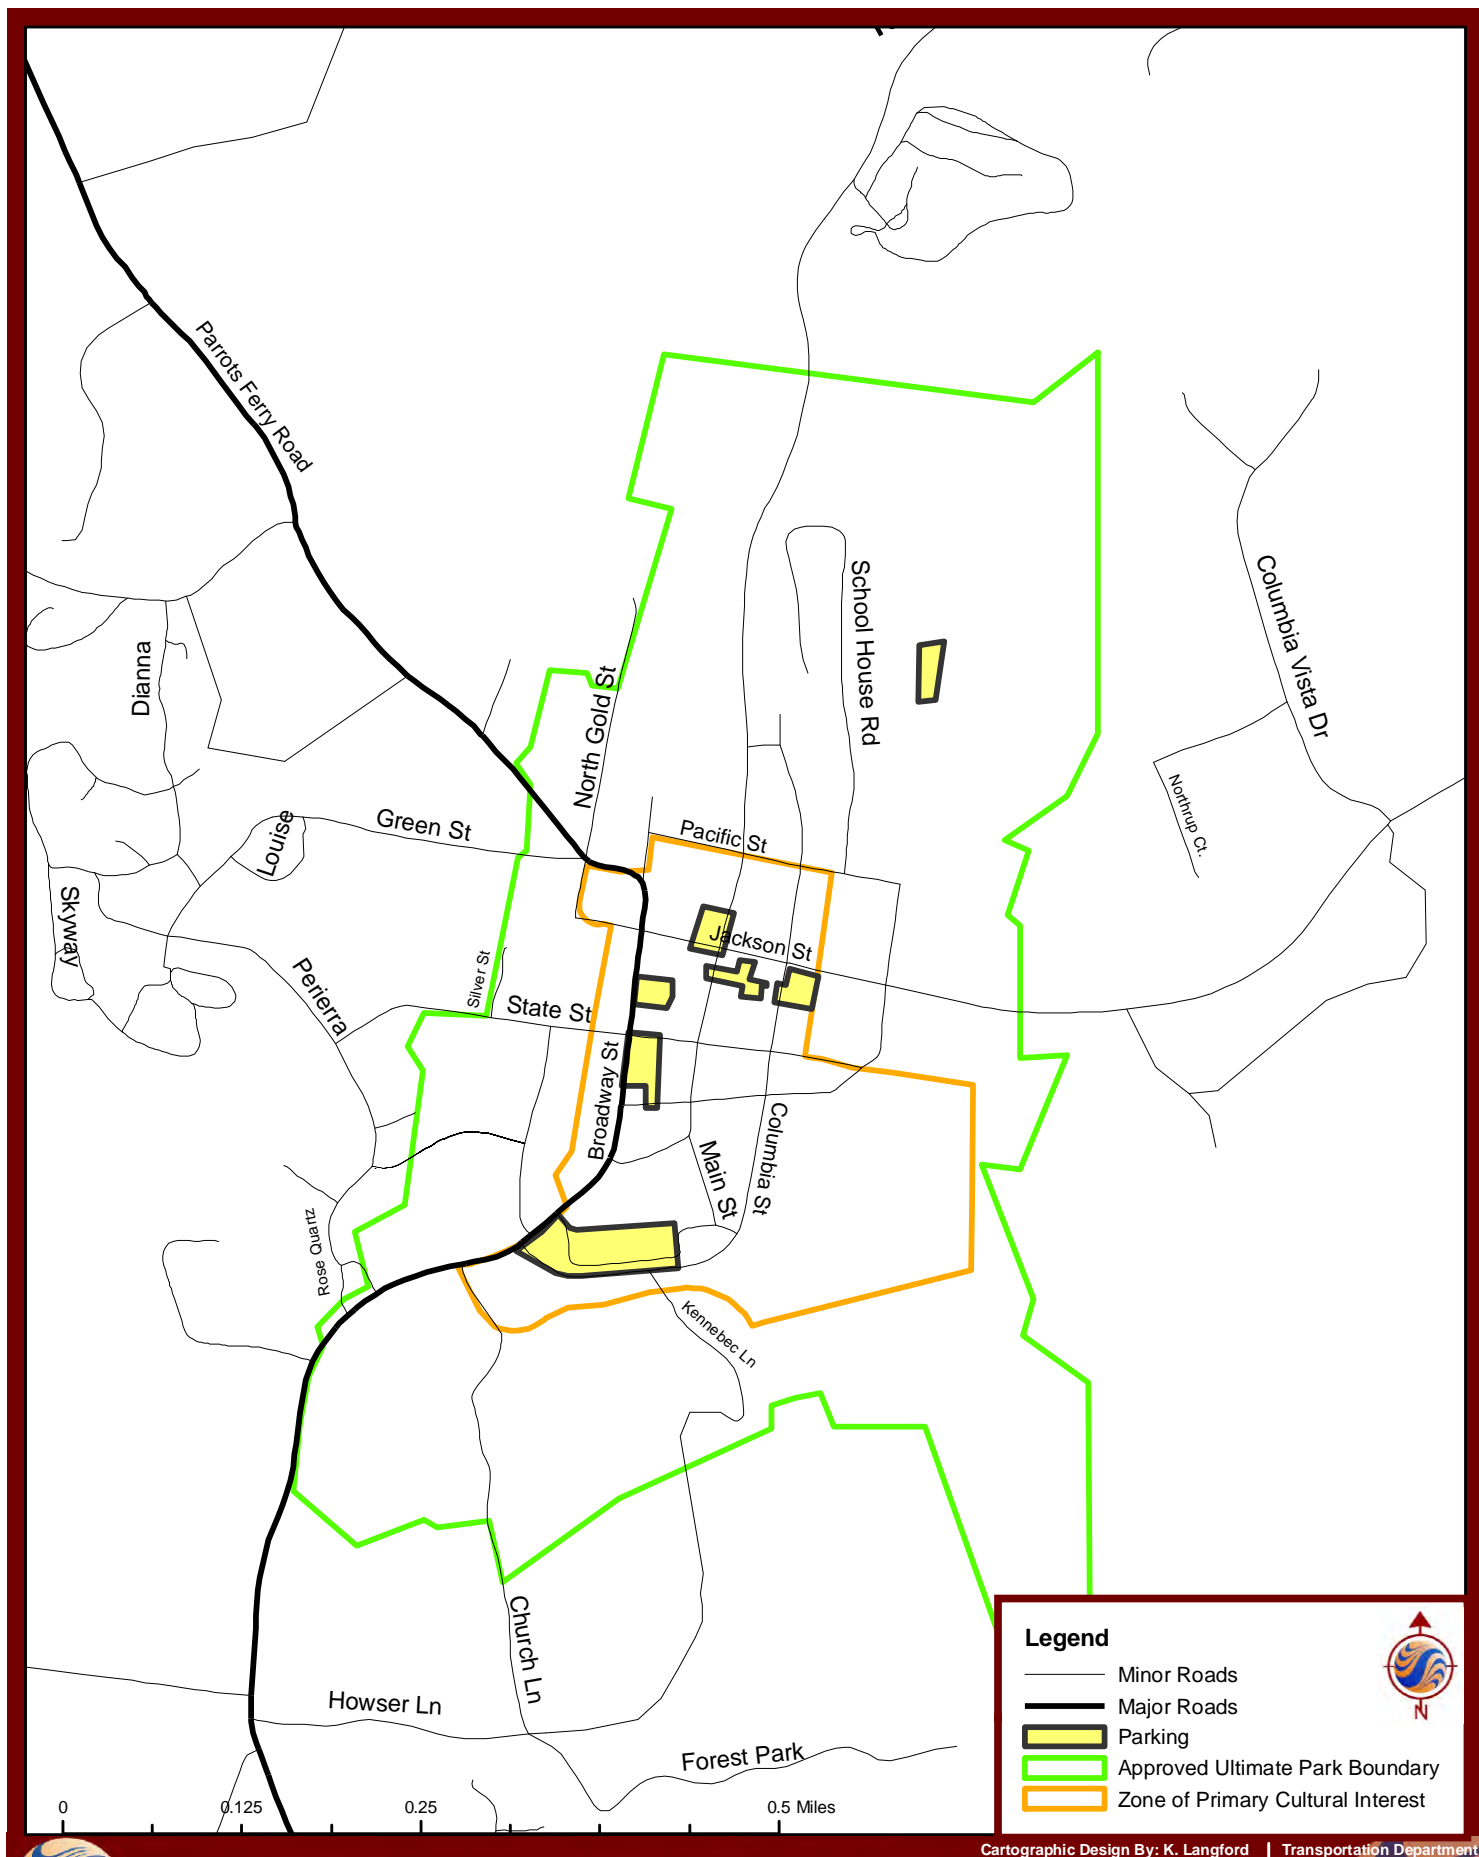 Parrots Ferry Road
School House Rd
Columbia Vista Dr
Dianna
North Gold St
Northrup Ct.
Green St
Louise
Pacific St
Skyway
Jackson St
Silver St
Perierra
State St
Broadway St
Columbia St
Main St
Rose Quartz
Kennebec Ln
Church Ln
Howser Ln
Forest Park
Legend
Minor Roads
Major Roads
Parking
Approved Ultimate Park Boundary
Zone of Primary Cultural Interest
N
0 0.125 0.25 0.5 Miles
Cartographic Design By: K. Langford | Transportation Department